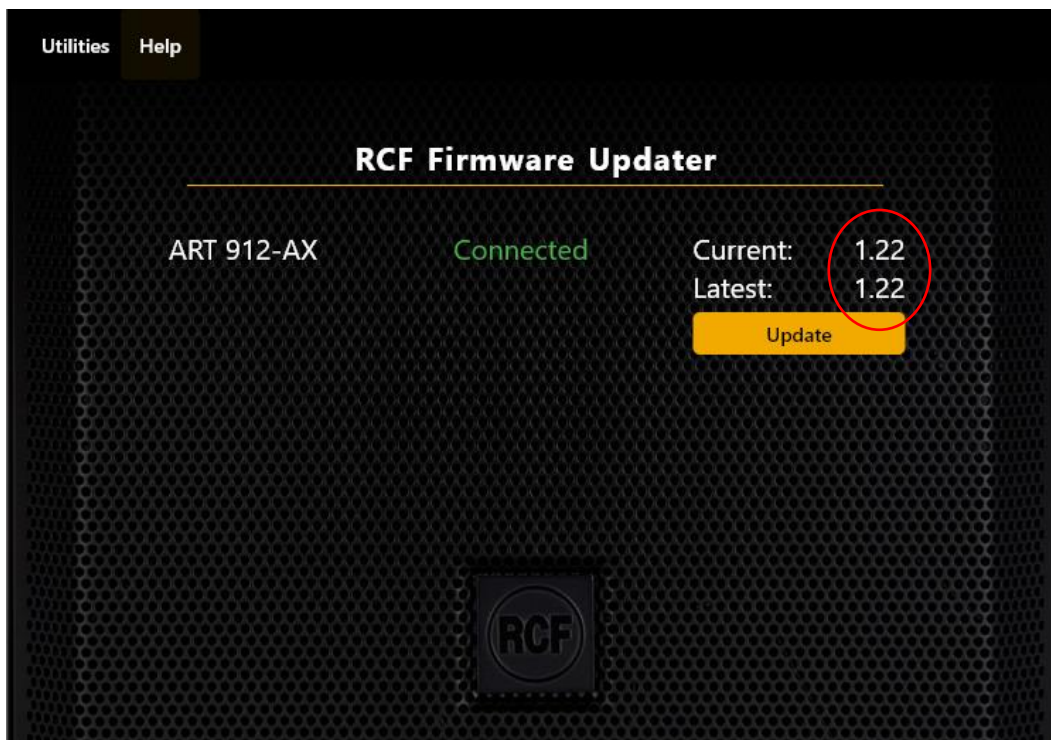 Utilities Help
RCF Firmware Updater
ART 912-AX Connected Current: 1.22
Latest: 1.22
Update
RCF